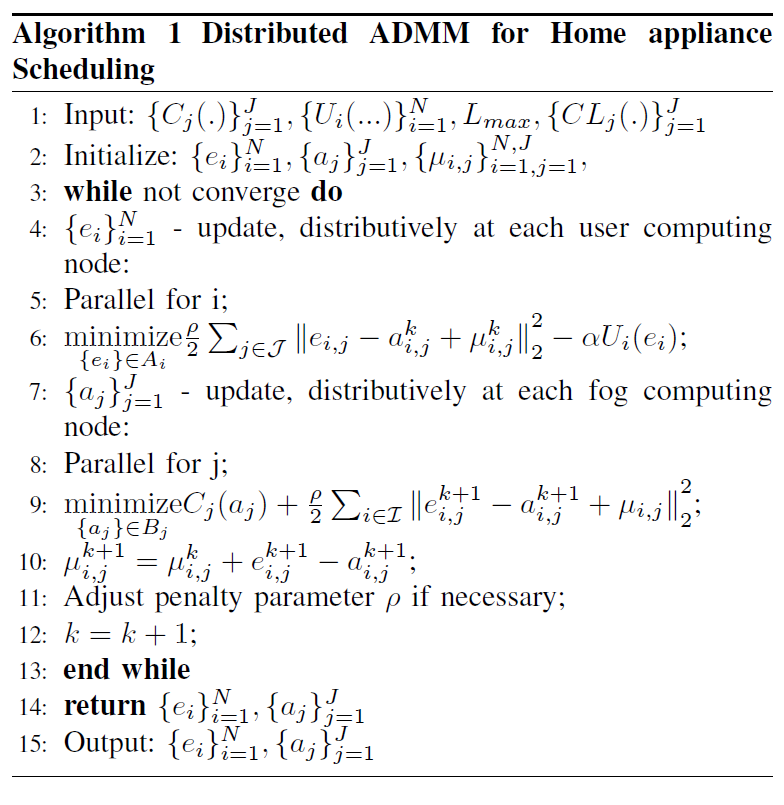 Algorithm 1 Distributed ADMM for Home appliance
Scheduling
1: Input: $\{C_j(.)\}_{j=1}^{J}, \{U_i(...)\}_{i=1}^{N}, L_{max}, \{CL_j(.)\}_{j=1}^{J}$
2: Initialize: $\{e_i\}_{i=1}^{N}, \{a_j\}_{j=1}^{J}, \{\mu_{i,j}\}_{i=1,j=1}^{N,J},$
3: while not converge do
4: $\{e_i\}_{i=1}^{N}$ - update, distributively at each user computing
node:
5: Parallel for i;
6: $\underset{\{e_i\} \in A_i}{\text{minimize}} \frac{\rho}{2} \sum_{j \in \mathcal{J}} \left\| e_{i,j} - a_{i,j}^{k} + \mu_{i,j}^{k} \right\|_2^2 - \alpha U_i(e_i);$
7: $\{a_j\}_{j=1}^{J}$ - update, distributively at each fog computing
node:
8: Parallel for j;
9: $\underset{\{a_j\} \in B_j}{\text{minimize}} C_j(a_j) + \frac{\rho}{2} \sum_{i \in \mathcal{I}} \left\| e_{i,j}^{k+1} - a_{i,j}^{k+1} + \mu_{i,j} \right\|_2^2;$
10: $\mu_{i,j}^{k+1} = \mu_{i,j}^{k} + e_{i,j}^{k+1} - a_{i,j}^{k+1};$
11: Adjust penalty parameter $\rho$ if necessary;
12: $k = k + 1;$
13: end while
14: return $\{e_i\}_{i=1}^{N}, \{a_j\}_{j=1}^{J}$
15: Output: $\{e_i\}_{i=1}^{N}, \{a_j\}_{j=1}^{J}$